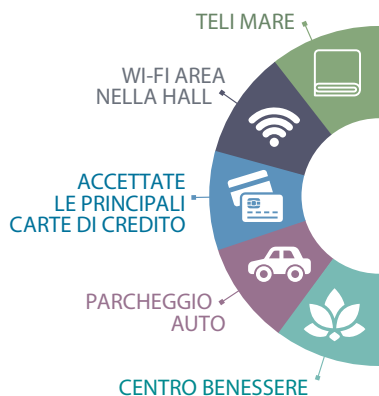 TELI MARE
WI-FI AREA
NELLA HALL
ACCETTATE
LE PRINCIPALI
CARTE DI CREDITO
PARCHEGGIO
AUTO
CENTRO BENESSERE